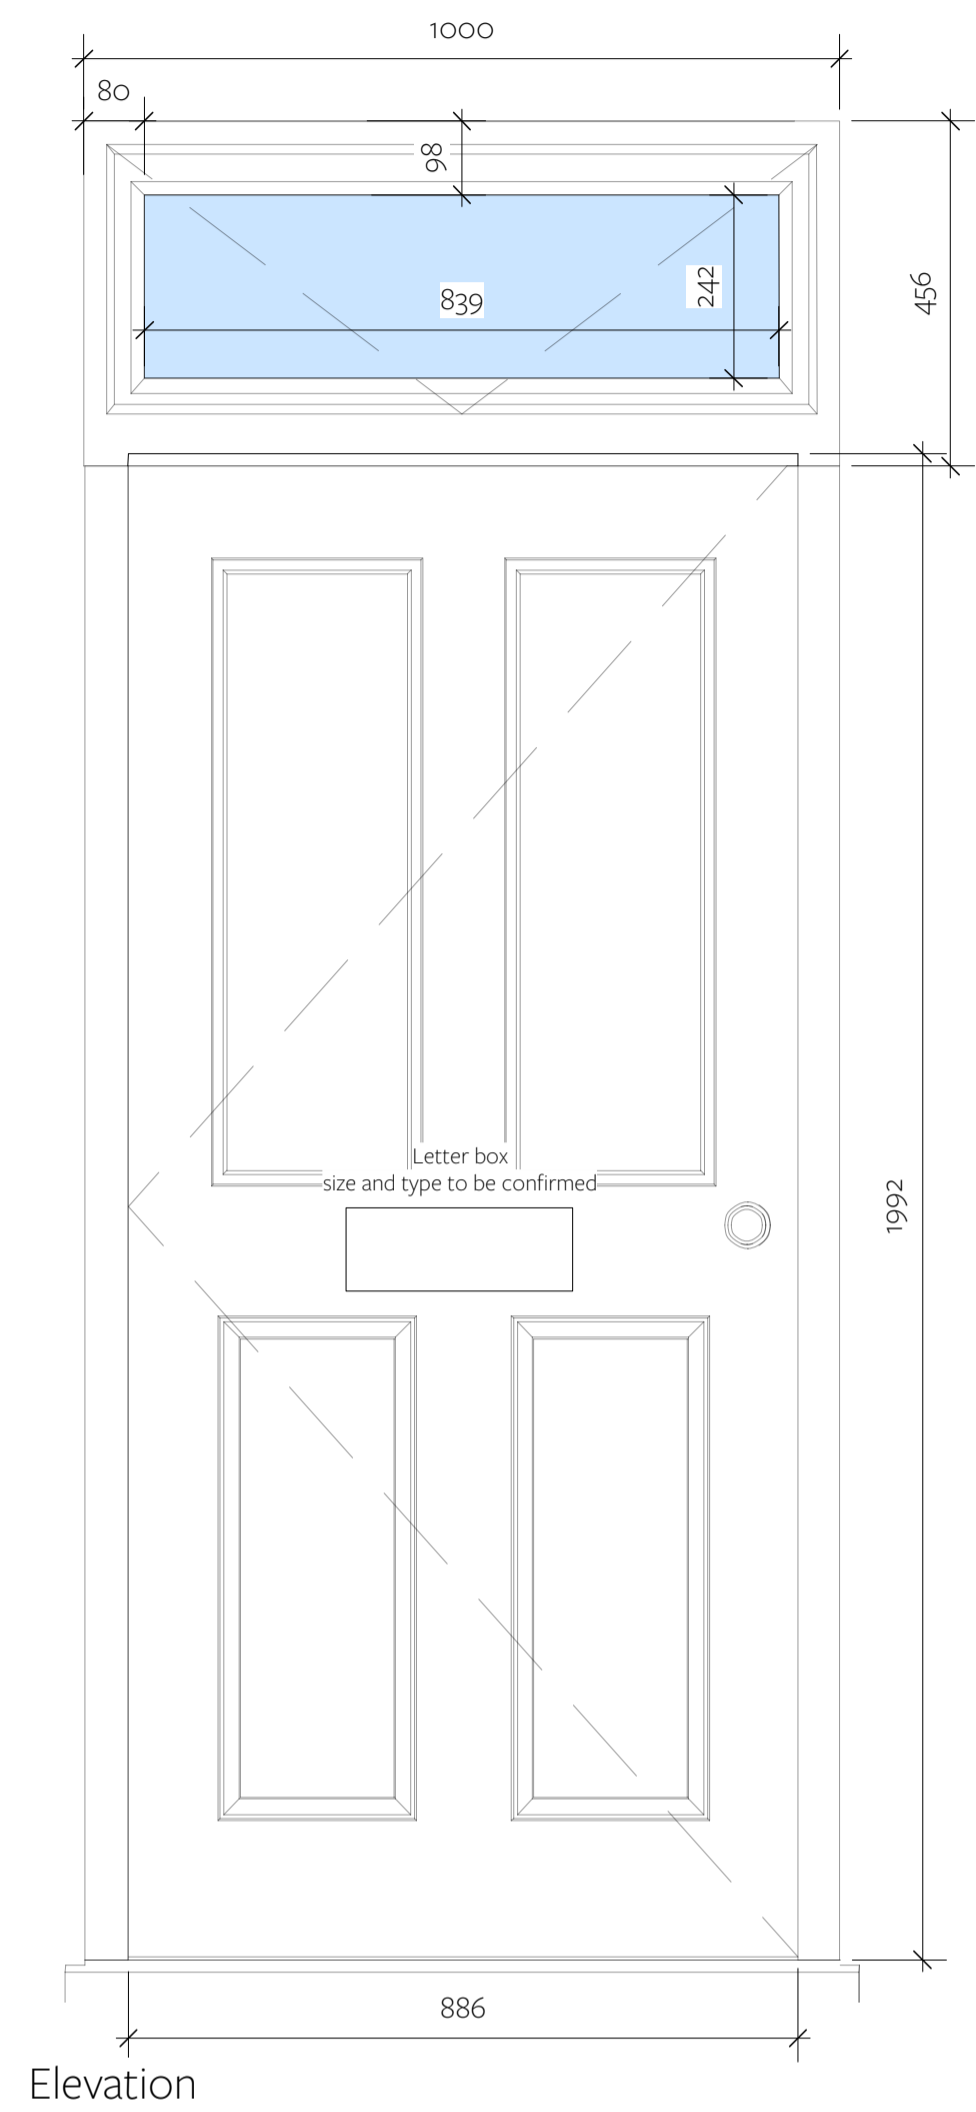 1000
80
98
839
242
456
Letter box
size and type to be confirmed
1992
886
Elevation